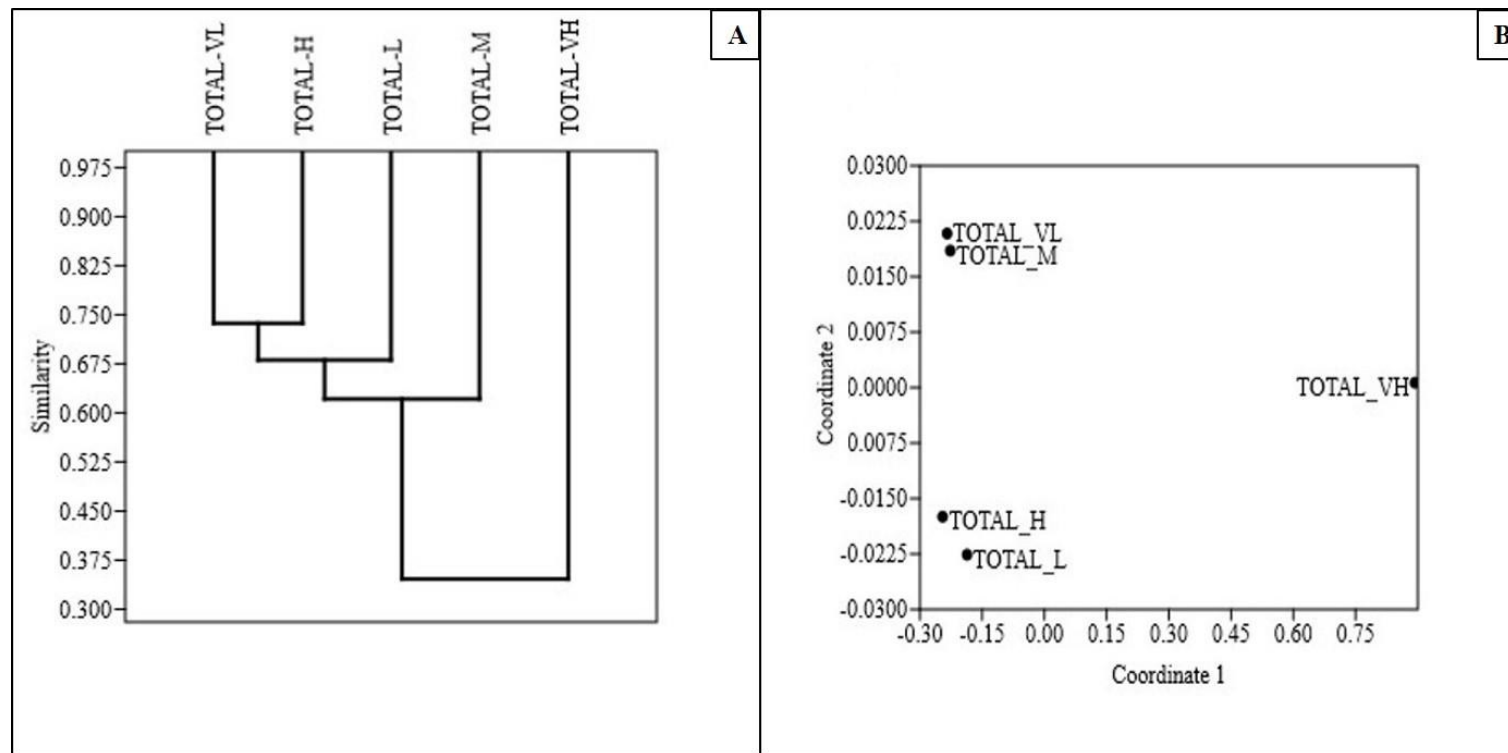 A
TOTAL-VL
TOTAL-H
TOTAL-L
TOTAL-M
TOTAL-VH
0.975
0.900
0.825
0.750
0.675
0.600
0.525
0.450
0.375
0.300
Similarity
B
0.0300
0.0225
0.0150
0.0075
0.0000
0.0075
-0.0150
-0.0225
-0.0300
Coordinate 2
TOTAL_VL
TOTAL_M
TOTAL_VH
TOTAL_H
TOTAL_L
-0.30 -0.15 0.00 0.15 0.30 0.45 0.60 0.75
Coordinate 1